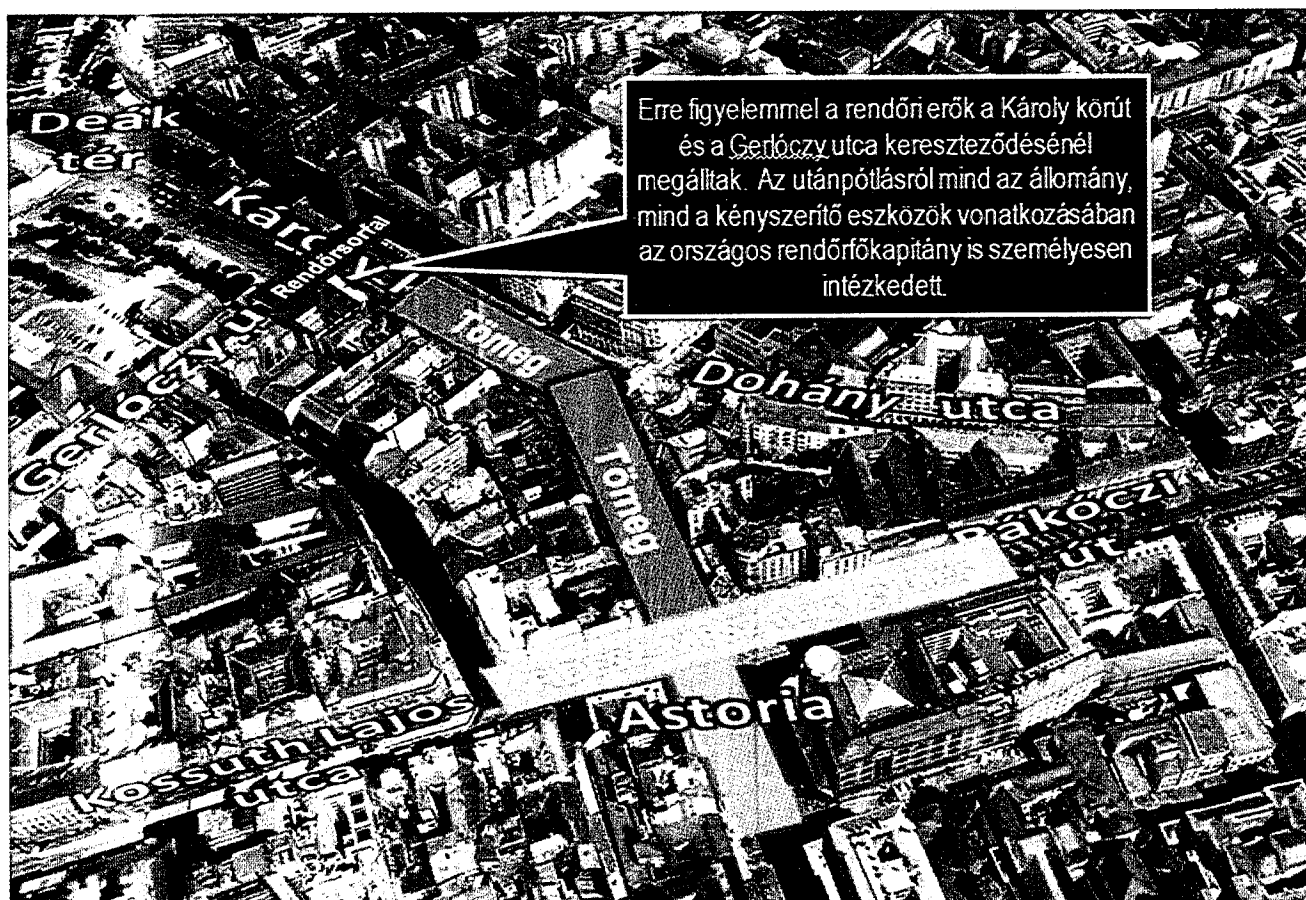 Deák
tér
Erre figyelemmel a rendőri erők a Károly körút
és a Gerlóczy utca kereszteződésénél
megálltak. Az utánpótlásról mind az állomány,
mind a kényszerítő eszközök vonatkozásában
az országos rendőrfőkapitány is személyesen
intézkedett.
Káro
Rendőrsorfal
Gerlóczy u
Tömeg
Dohány utca
Tömeg
Rákóczi
út
Astoria
Kossuth Lajos
utca